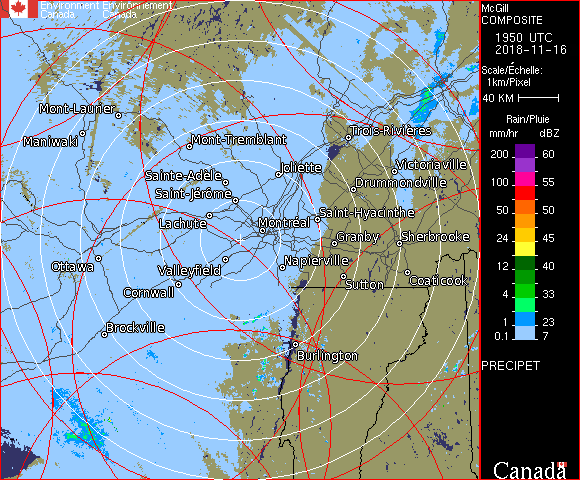 Environment Environnement
Canada Canada
McGill
COMPOSITE
1950 UTC
2018-11-16
Scale/Échelle:
1km/Pixel
40 KM
Rain/Pluie
mm/hr dBZ
200 60
100 55
50 50
24 45
12 40
4 33
1 23
0.1 7
PRECIPET
Canada
Mont-Laurier
Maniwaki
Mont-Tremblant
Trois-Rivières
Sainte-Adèle
Joliette
Victoriaville
Saint-Jérôme
Drummondville
Lachute
Montréal
Saint-Hyacinthe
Granby
Sherbrooke
Ottawa
Valleyfield
Napierville
Cornwall
Sutton
Coaticook
Brockville
Burlington